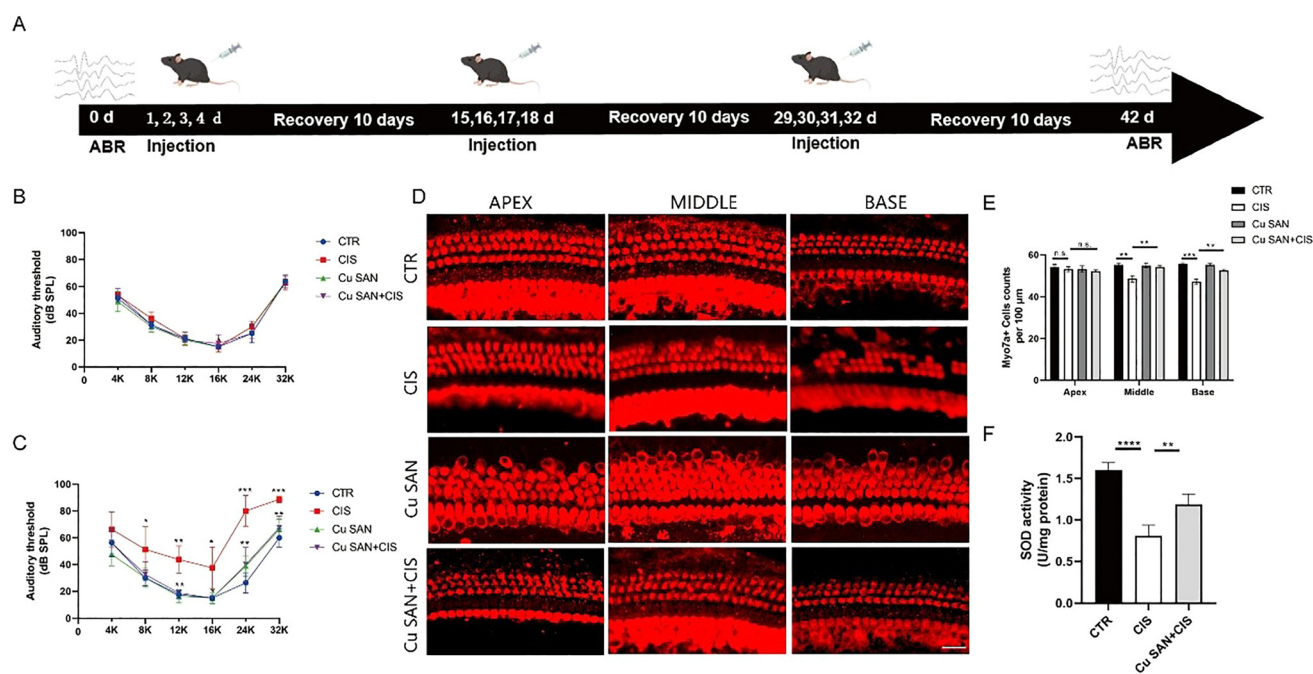 A
0 d
1, 2, 3, 4 d
Recovery 10 days
15,16,17,18 d
Recovery 10 days
29,30,31,32 d
Recovery 10 days
42 d
ABR
Injection
Injection
Injection
ABR
B
Auditory threshold
(dB SPL)
100
80
60
40
20
0
0
4K
8K
12K
16K
24K
32K
CTR
CIS
Cu SAN
Cu SAN+CIS
C
Auditory threshold
(dB SPL)
100
80
60
40
20
0
0
4K
8K
12K
16K
24K
32K
*
**
*
***
***
**
**
**
CTR
CIS
Cu SAN
Cu SAN+CIS
D
APEX
MIDDLE
BASE
CTR
CIS
Cu SAN
Cu SAN+CIS
E
CTR
CIS
Cu SAN
Cu SAN+CIS
Myo7a+ Cells counts
per 100 μm
80
60
40
20
0
n.s
n.s.
**
**
***
**
Apex
Middle
Base
F
SOD activity
(U/mg protein)
2.0
1.5
1.0
0.5
0.0
****
**
CTR
CIS
Cu SAN+CIS